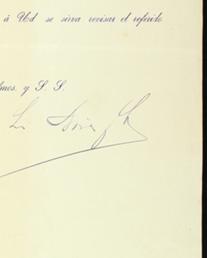 á Ud se sirva revisar el referido
mos. y S. S.